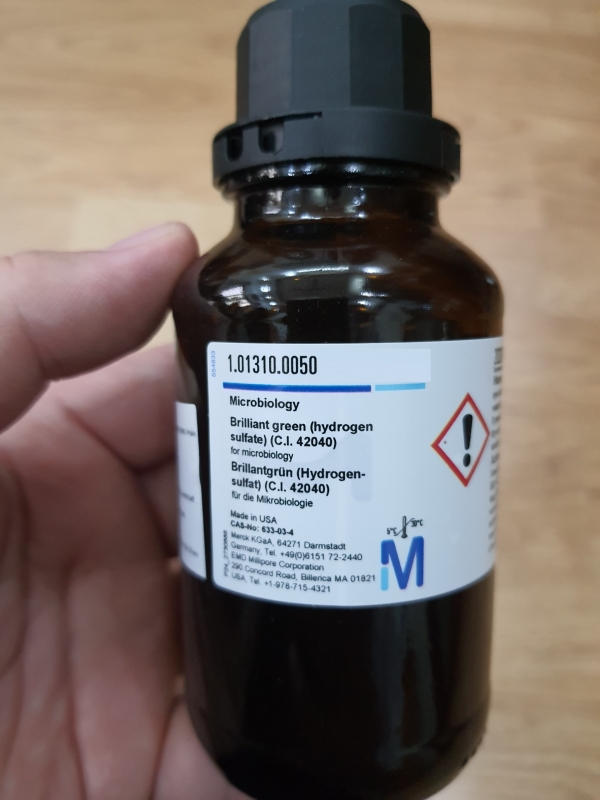 1.01310.0050
Microbiology
Brilliant green (hydrogen
sulfate) (C.I. 42040)
for microbiology
Brillantgrün (Hydrogen-
sulfat) (C.I. 42040)
für die Mikrobiologie
Made in USA
CAS-No: 633-03-4
Merck KGaA, 64271 Darmstadt
Germany, Tel. +49(0)6151 72-2440
EMD Millipore Corporation
290 Concord Road, Billerica MA 01821
USA, Tel. +1-978-715-4321
5°C 30°C
M